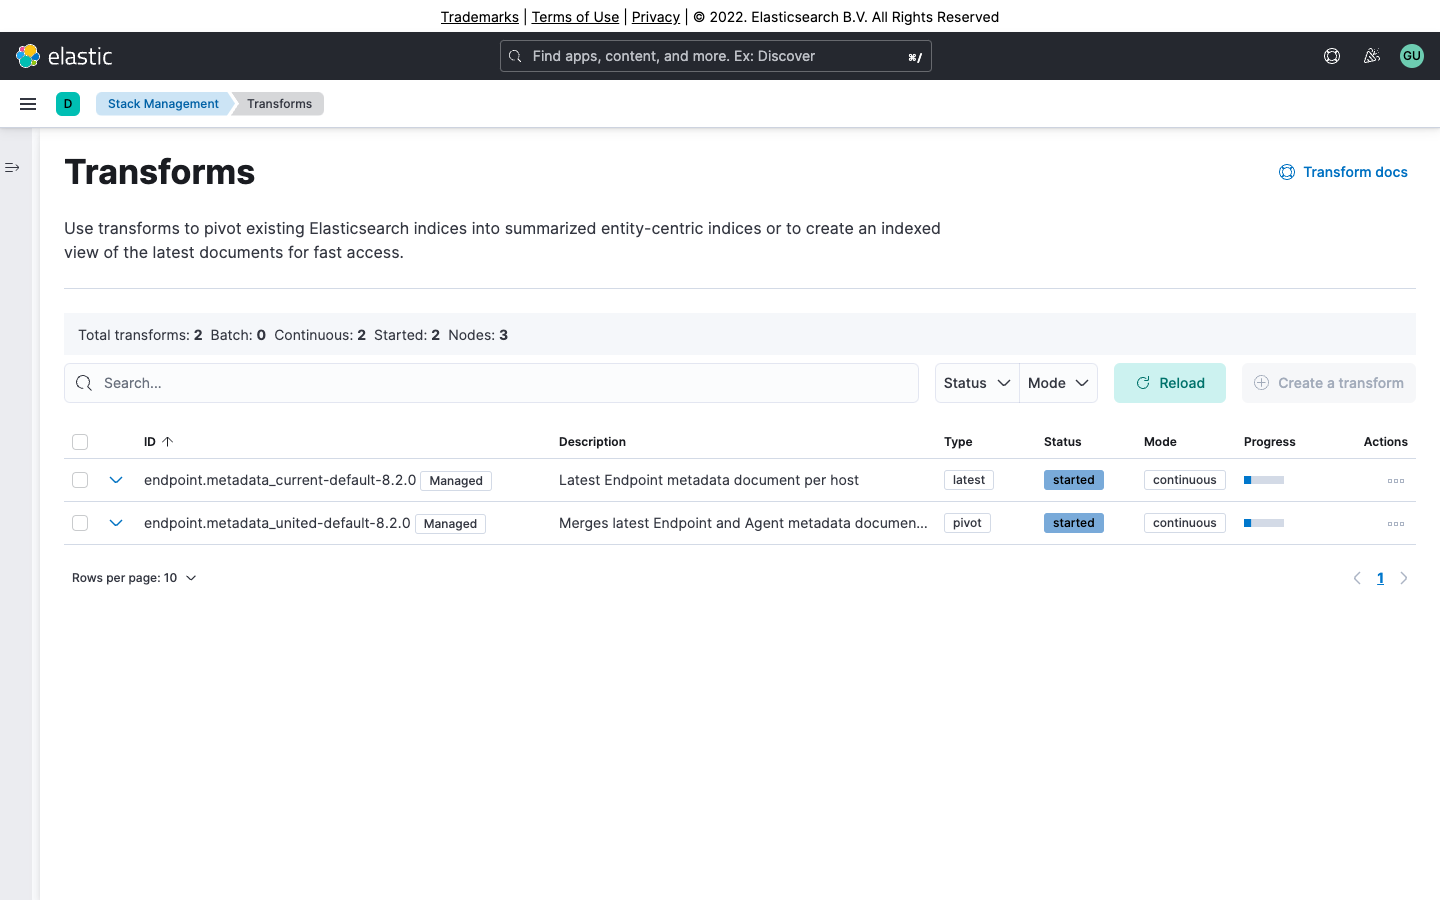 Trademarks | Terms of Use | Privacy | © 2022. Elasticsearch B.V. All Rights Reserved
elastic
Find apps, content, and more. Ex: Discover
⌘/
GU
D
Stack Management
Transforms
Transforms
Transform docs
Use transforms to pivot existing Elasticsearch indices into summarized entity-centric indices or to create an indexed
view of the latest documents for fast access.
Total transforms: 2 Batch: 0 Continuous: 2 Started: 2 Nodes: 3
Search...
Status
Mode
Reload
Create a transform
ID Description Type Status Mode Progress Actions
endpoint.metadata_current-default-8.2.0 Managed Latest Endpoint metadata document per host latest started continuous
endpoint.metadata_united-default-8.2.0 Managed Merges latest Endpoint and Agent metadata documen... pivot started continuous
Rows per page: 10
1